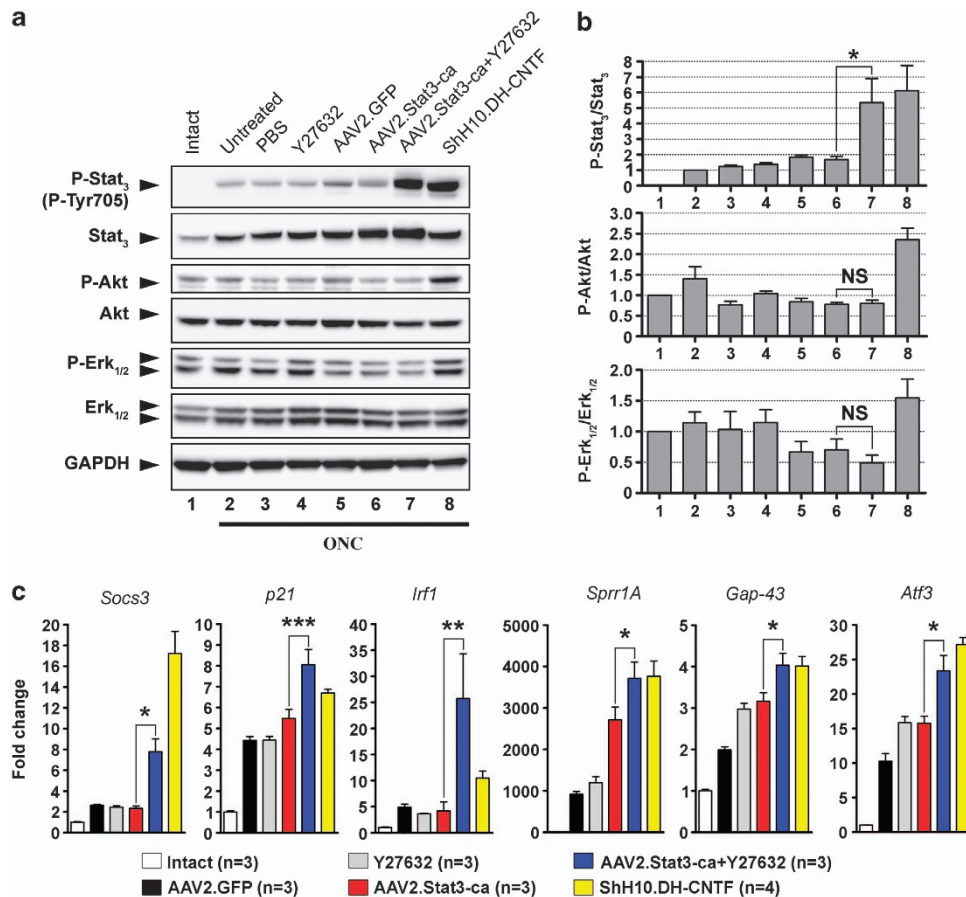 a
Intact
Untreated
PBS
Y27632
AAV2.GFP
AAV2.Stat3-ca
AAV2.Stat3-ca+Y27632
ShH10.DH-CNTF
P-Stat3
(P-Tyr705)
Stat3
P-Akt
Akt
P-Erk1/2
Erk1/2
GAPDH
1 2 3 4 5 6 7 8
ONC
b
P-Stat3/Stat3
8
7
6
5
4
3
2
1
0
*
1 2 3 4 5 6 7 8
P-Akt/Akt
3.0
2.5
2.0
1.5
1.0
0.5
0
NS
1 2 3 4 5 6 7 8
P-Erk1/2/Erk1/2
2.0
1.5
1.0
0.5
0
NS
1 2 3 4 5 6 7 8
c
Fold change
Socs3
20
18
16
14
12
10
8
6
4
2
0
*
p21
10
9
8
7
6
5
4
3
2
1
0
***
Irf1
40
35
30
25
20
15
10
5
0
**
Sprr1A
5000
4000
3000
2000
1000
0
*
Gap-43
5
4
3
2
1
0
*
Atf3
30
25
20
15
10
5
0
*
Intact (n=3)
Y27632 (n=3)
AAV2.Stat3-ca+Y27632 (n=3)
AAV2.GFP (n=3)
AAV2.Stat3-ca (n=3)
ShH10.DH-CNTF (n=4)